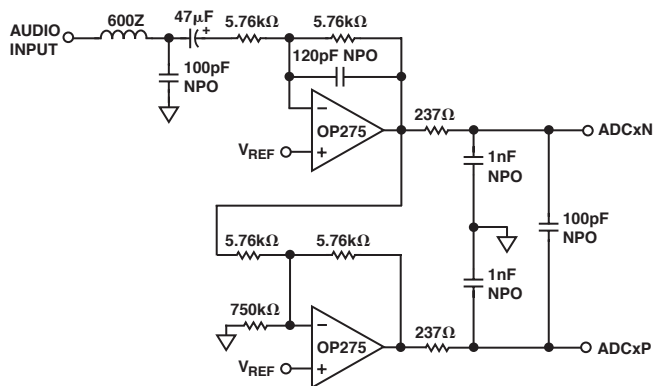 AUDIO
INPUT
600Z
100pF
NPO
47µF
+
5.76kΩ
5.76kΩ
120pF NPO
−
OP275
+
VREF
237Ω
ADCxN
1nF
NPO
100pF
NPO
1nF
NPO
5.76kΩ
5.76kΩ
750kΩ
−
OP275
+
VREF
237Ω
ADCxP